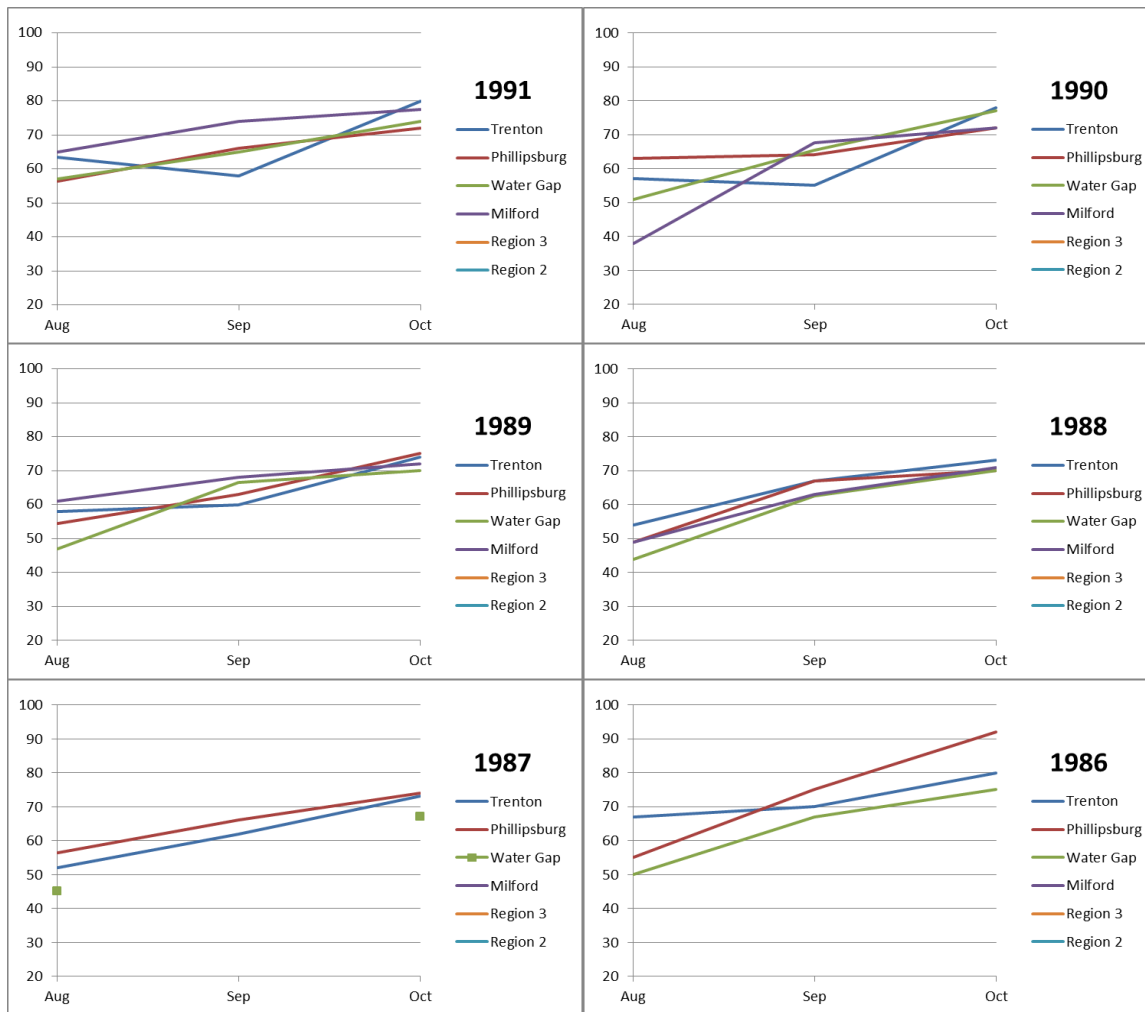 100
90
80
70
60
50
40
30
20
Aug
Sep
Oct
1991
Trenton
Phillipsburg
Water Gap
Milford
Region 3
Region 2
100
90
80
70
60
50
40
30
20
Aug
Sep
Oct
1990
Trenton
Phillipsburg
Water Gap
Milford
Region 3
Region 2
100
90
80
70
60
50
40
30
20
Aug
Sep
Oct
1989
Trenton
Phillipsburg
Water Gap
Milford
Region 3
Region 2
100
90
80
70
60
50
40
30
20
Aug
Sep
Oct
1988
Trenton
Phillipsburg
Water Gap
Milford
Region 3
Region 2
100
90
80
70
60
50
40
30
20
Aug
Sep
Oct
1987
Trenton
Phillipsburg
Water Gap
Milford
Region 3
Region 2
100
90
80
70
60
50
40
30
20
Aug
Sep
Oct
1986
Trenton
Phillipsburg
Water Gap
Milford
Region 3
Region 2